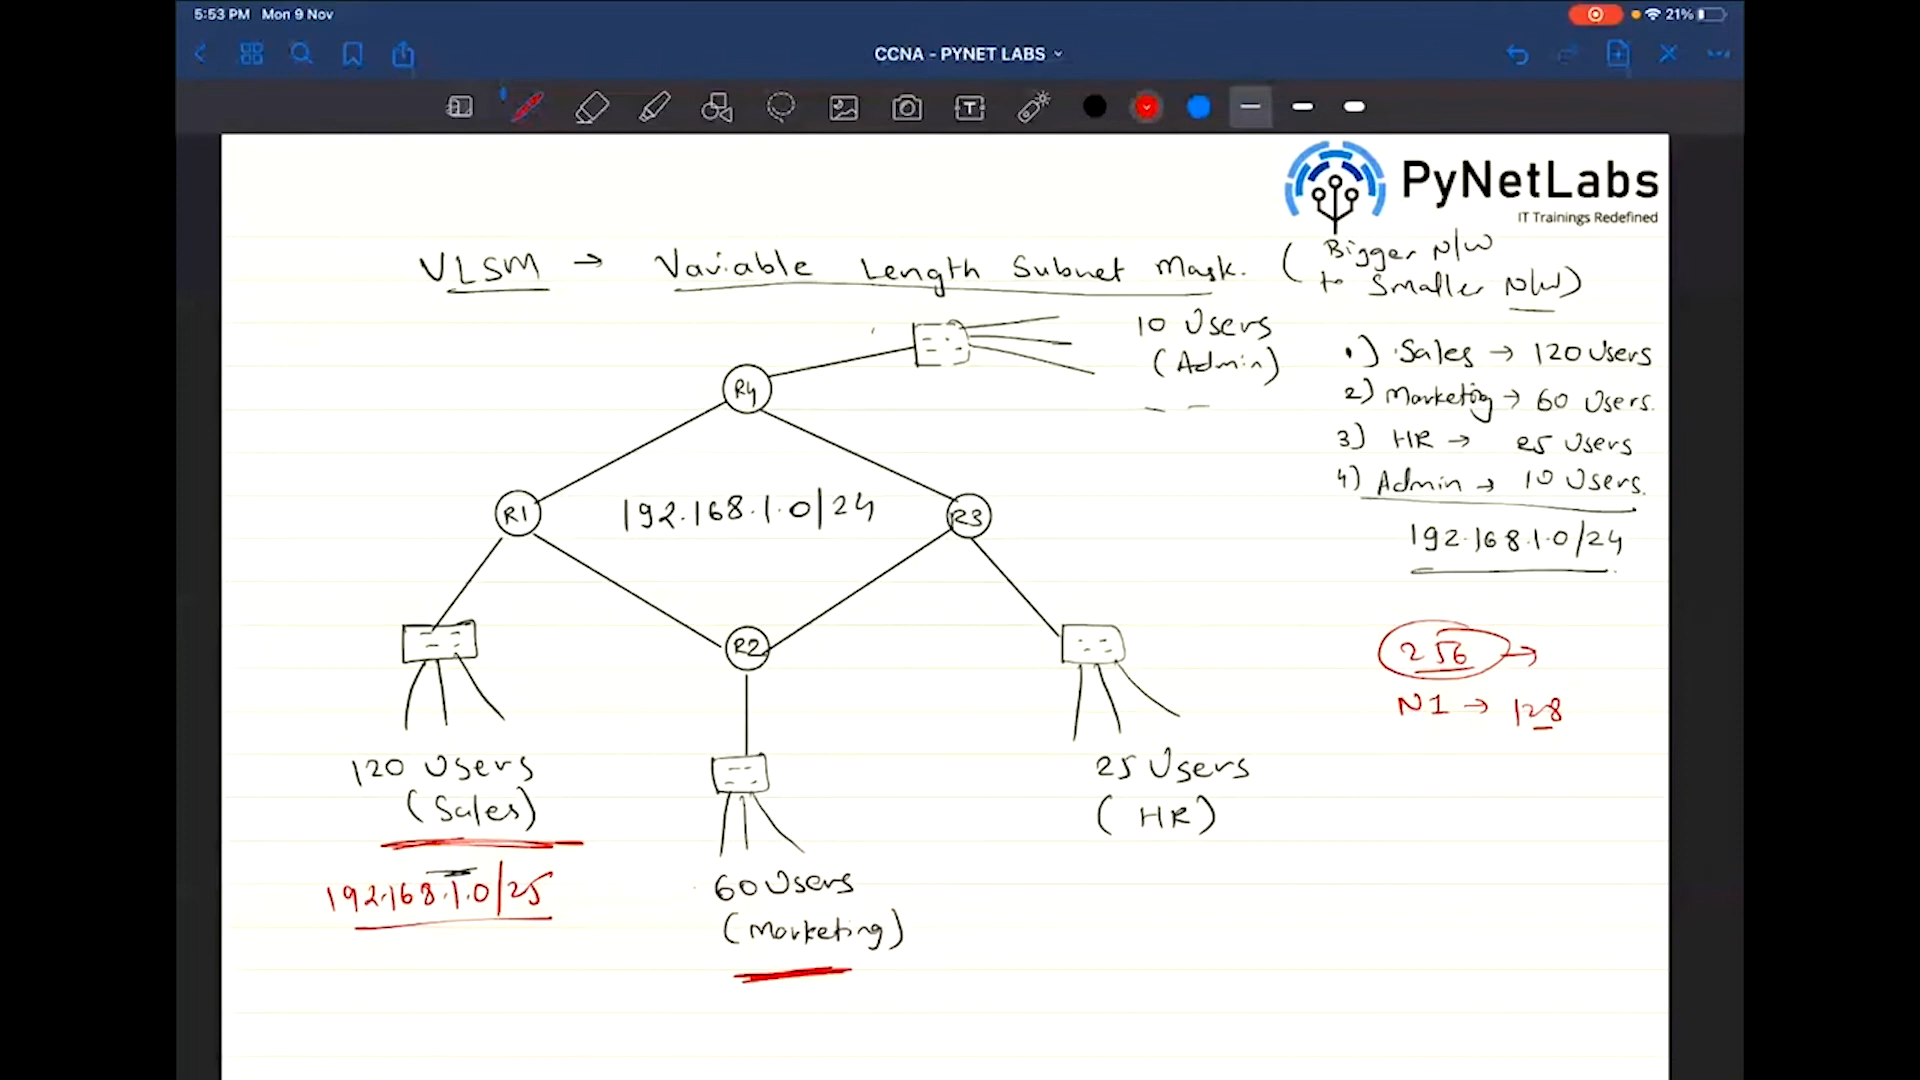 5:53 PM Mon 9 Nov
21%
CCNA - PYNET LABS
PyNetLabs
IT Trainings Redefined
VLSM → Variable Length Subnet Mask. (Bigger N/W
to Smaller N/W)
10 Users
(Admin)
1) Sales → 120 Users
2) Marketing → 60 Users.
3) HR → 25 Users
4) Admin → 10 Users.
192.168.1.0/24
R4
R1
192.168.1.0/24
R3
R2
256 →
N1 → 128
120 Users
(Sales)
192.168.1.0/25
25 Users
(HR)
60 Users
(Marketing)